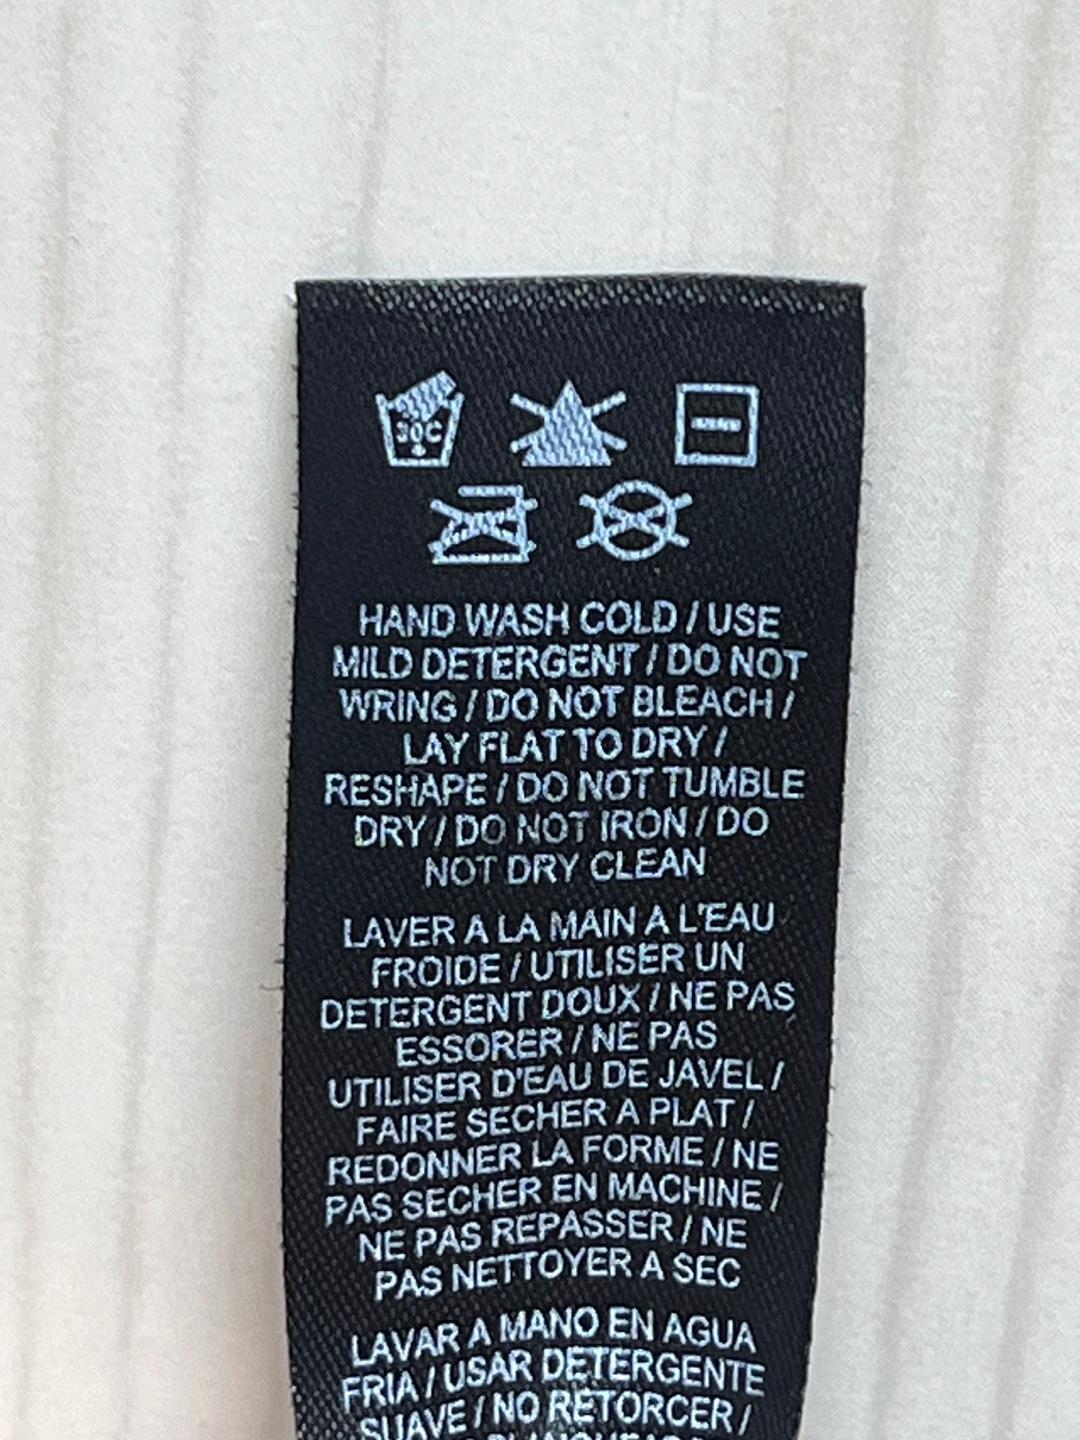 30C
HAND WASH COLD / USE
MILD DETERGENT / DO NOT
WRING / DO NOT BLEACH /
LAY FLAT TO DRY /
RESHAPE / DO NOT TUMBLE
DRY / DO NOT IRON / DO
NOT DRY CLEAN
LAVER A LA MAIN A L'EAU
FROIDE / UTILISER UN
DETERGENT DOUX / NE PAS
ESSORER / NE PAS
UTILISER D'EAU DE JAVEL /
FAIRE SECHER A PLAT /
REDONNER LA FORME / NE
PAS SECHER EN MACHINE /
NE PAS REPASSER / NE
PAS NETTOYER A SEC
LAVAR A MANO EN AGUA
FRIA / USAR DETERGENTE
SUAVE / NO RETORCER /